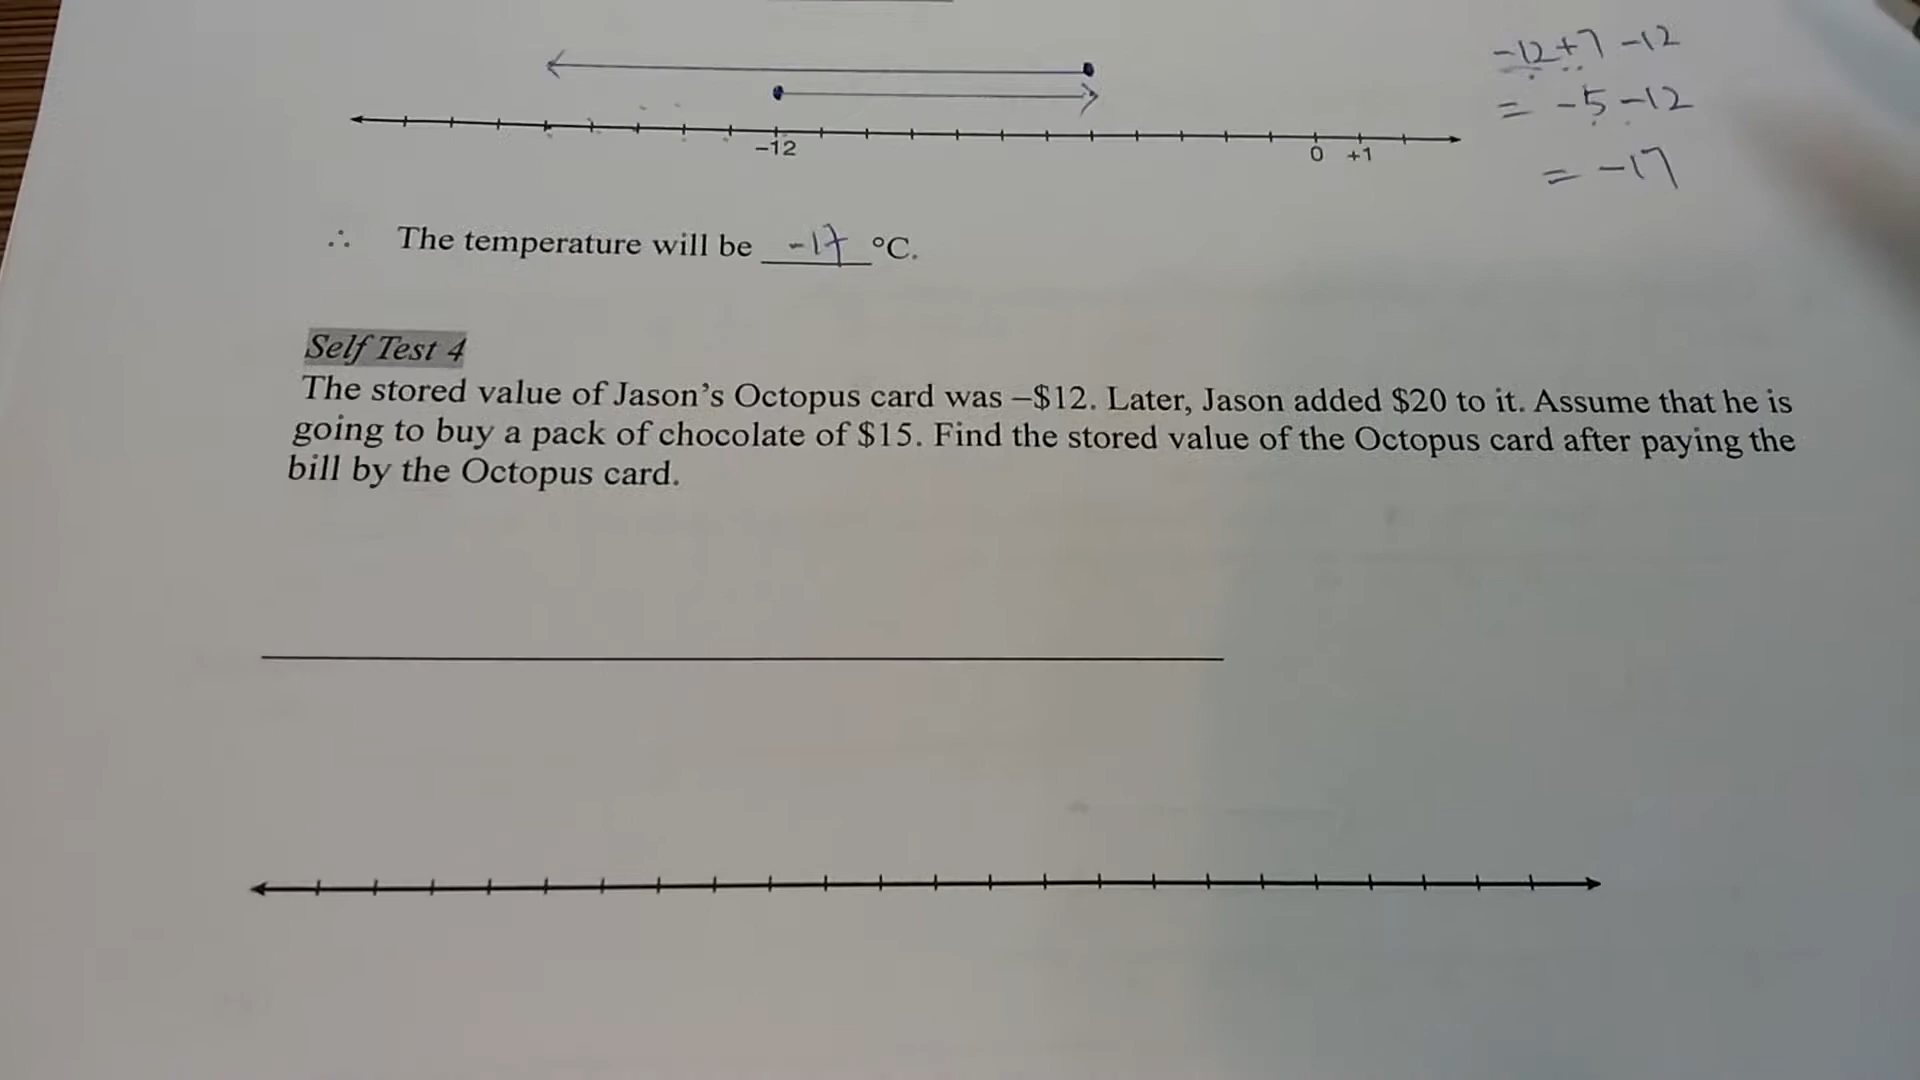 -12+7-12
= -5-12
= -17
-12 0 +1
∴ The temperature will be -17 °C.
Self Test 4
The stored value of Jason’s Octopus card was –$12. Later, Jason added $20 to it. Assume that he is
going to buy a pack of chocolate of $15. Find the stored value of the Octopus card after paying the
bill by the Octopus card.